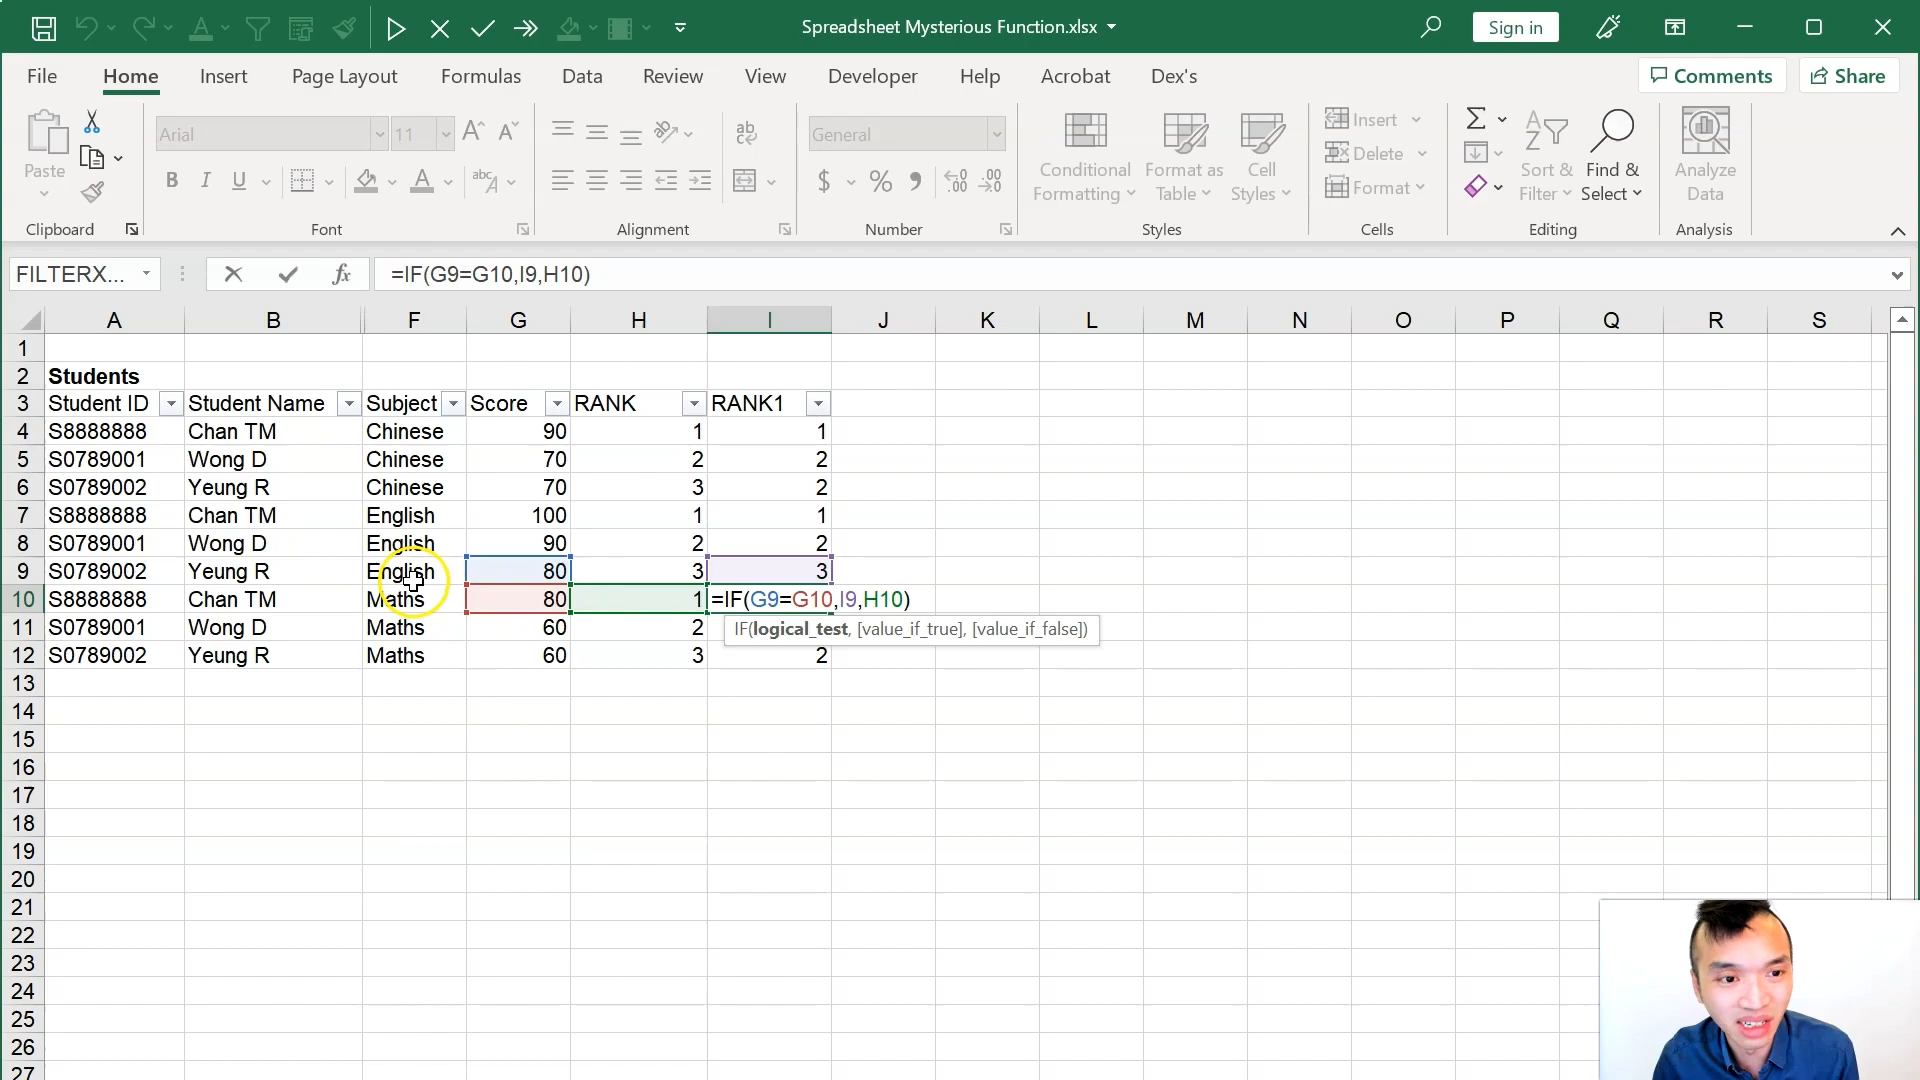 Spreadsheet Mysterious Function.xlsx
Sign in
File Home Insert Page Layout Formulas Data Review View Developer Help Acrobat Dex's
Comments Share
Paste
Clipboard
Arial 11
Font
Alignment
General
Number
Conditional Formatting
Format as Table
Cell Styles
Styles
Insert
Delete
Format
Cells
Sort & Filter
Find & Select
Editing
Analyze Data
Analysis
FILTERX... fx =IF(G9=G10,I9,H10)
A B F G H I J K L M N O P Q R S
1
2 Students
3 Student ID Student Name Subject Score RANK RANK1
4 S8888888 Chan TM Chinese 90 1 1
5 S0789001 Wong D Chinese 70 2 2
6 S0789002 Yeung R Chinese 70 3 2
7 S8888888 Chan TM English 100 1 1
8 S0789001 Wong D English 90 2 2
9 S0789002 Yeung R English 80 3 3
10 S8888888 Chan TM Maths 80 1 =IF(G9=G10,I9,H10)
11 S0789001 Wong D Maths 60 2
IF(logical_test, [value_if_true], [value_if_false])
12 S0789002 Yeung R Maths 60 3 2
13
14
15
16
17
18
19
20
21
22
23
24
25
26
27